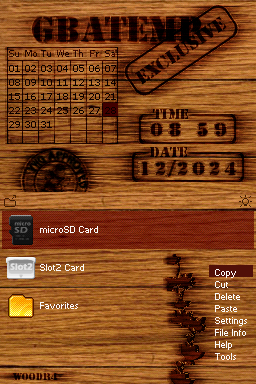 GBATEMP
EXCLUSIVE
Su Mo Tu We Th Fr Sa
01 02 03 04 05 06 07
08 09 10 11 12 13 14
15 16 17 18 19 20 21
22 23 24 25 26 27
29 30 31
TIME
08 59
DATE
12/2024
microSD Card
Slot2 Card
Favorites
Copy
Cut
Delete
Paste
Settings
File Info
Help
Tools